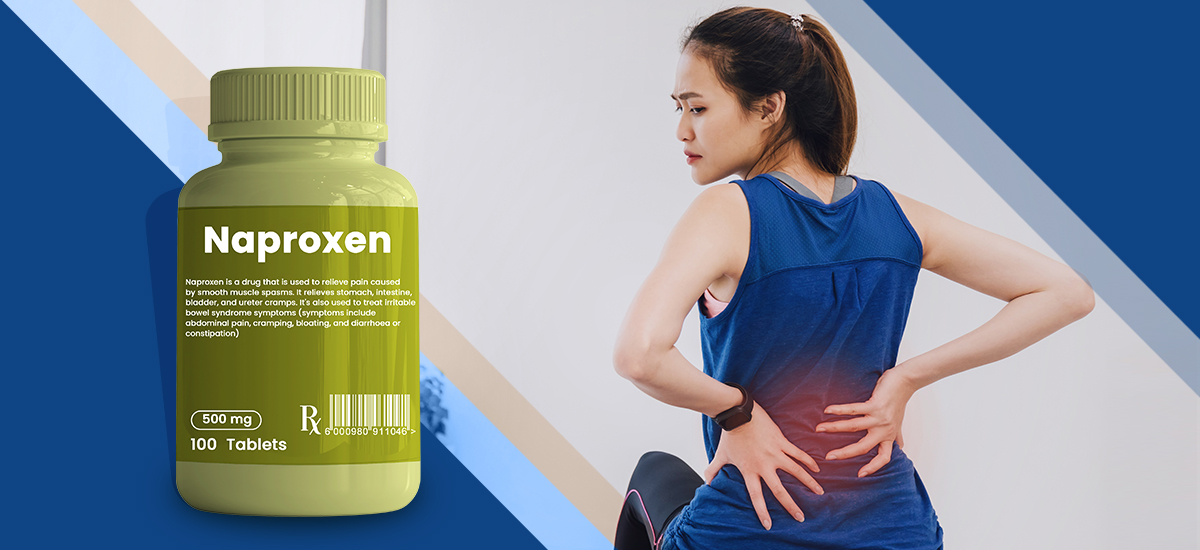 Naproxen
Naproxen is a drug that is used to relieve pain caused
by smooth muscle spasms. It relieves stomach, intestine,
bladder, and ureter cramps. It's also used to treat irritable
bowel syndrome symptoms (symptoms include
abdominal pain, cramping, bloating, and diarrhoea or
constipation)
500 mg
100 Tablets
Rx
6 000980 911046 >